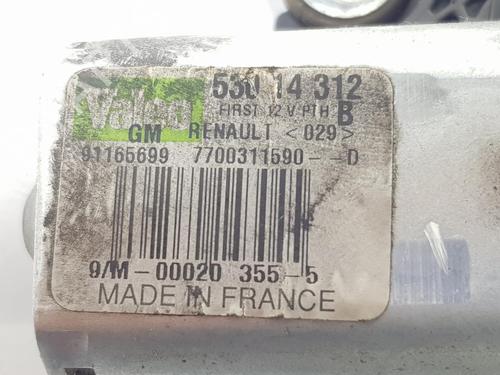 Valeo 530 14 312
FIRST 12 V PTH B
GM RENAULT <029>
91165699 7700311590--D
9/M-00020 355-5
MADE IN FRANCE